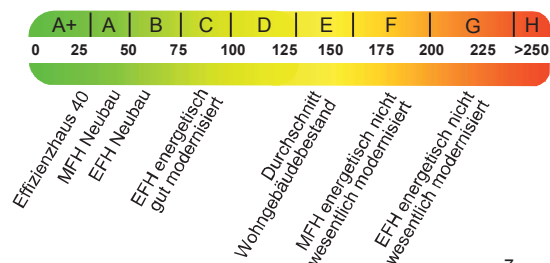 A+ A B C D E F G H
0 25 50 75 100 125 150 175 200 225 >250
Effizienzhaus 40
MFH Neubau
EFH Neubau
EFH energetisch
gut modernisiert
Durchschnitt
Wohngebäudebestand
MFH energetisch nicht
wesentlich modernisiert
EFH energetisch nicht
wesentlich modernisiert